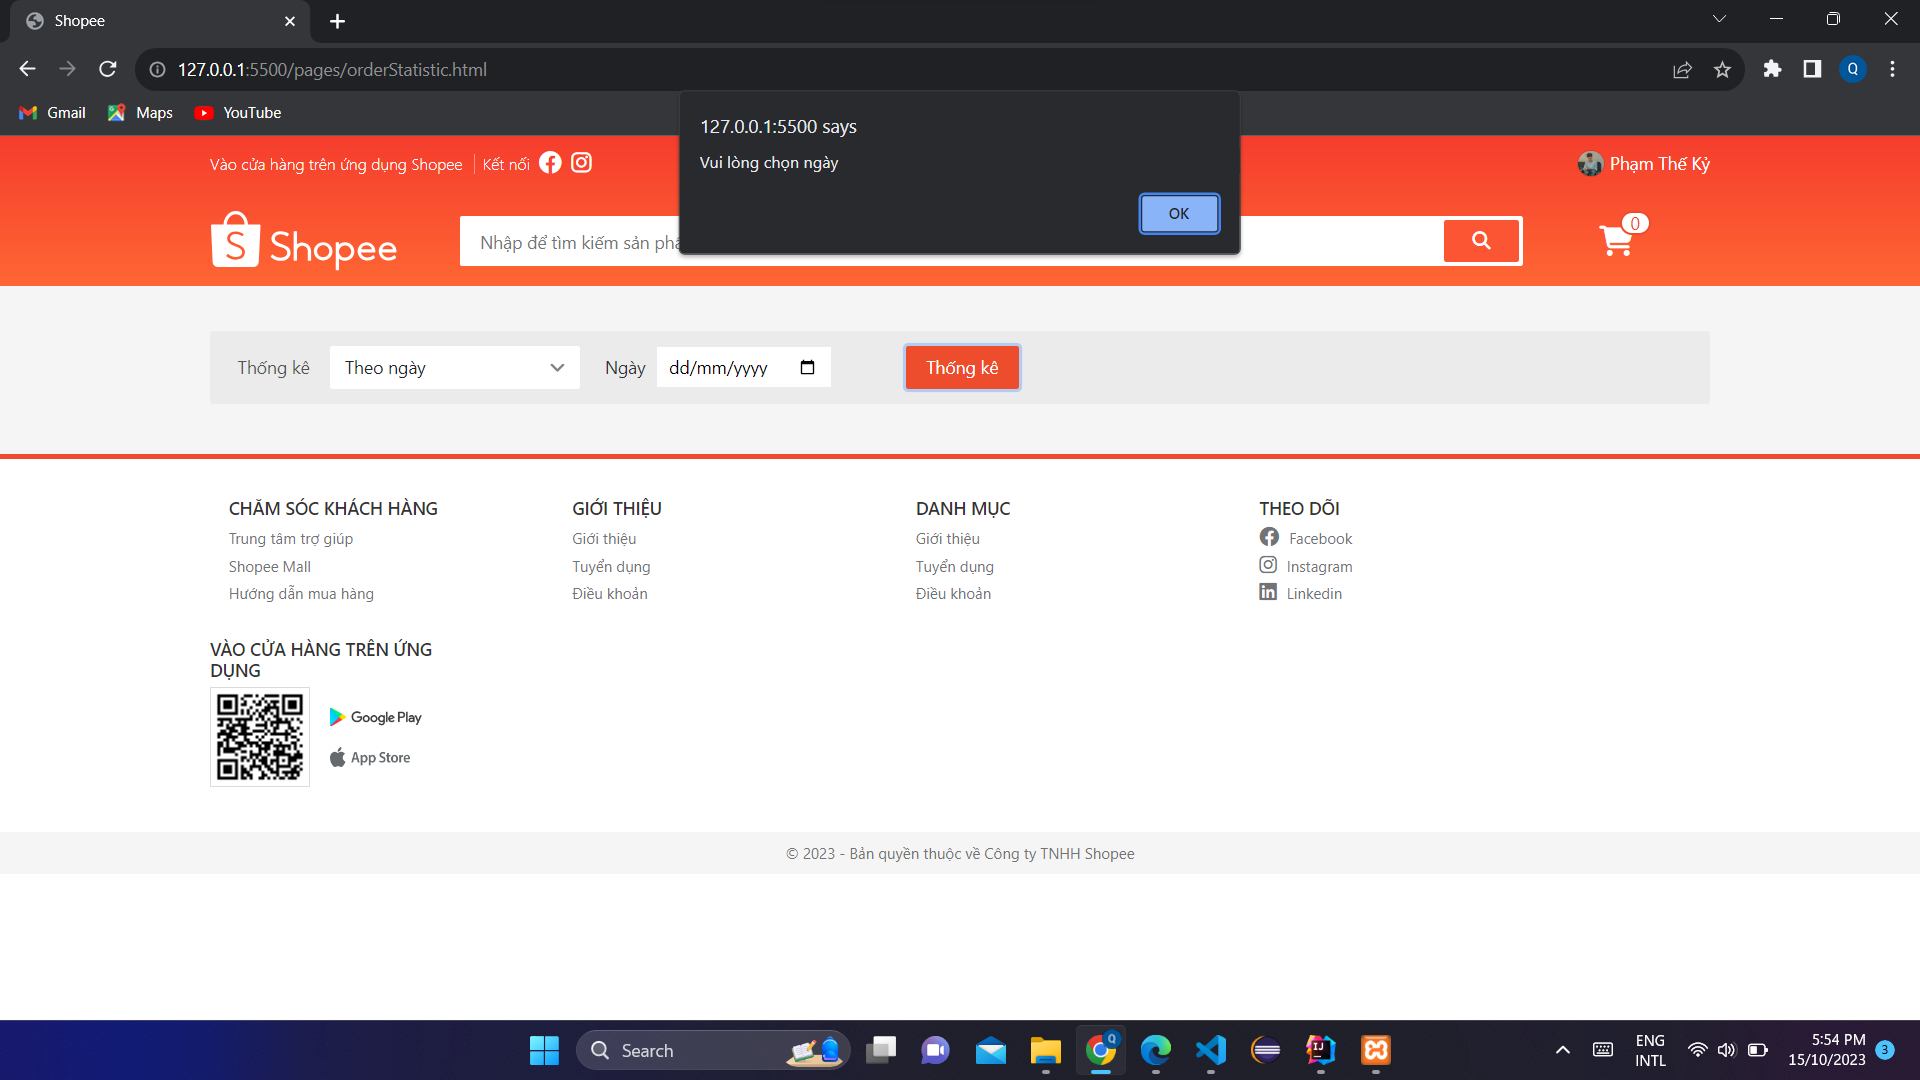 Shopee
127.0.0.1:5500/pages/orderStatistic.html
Q
Gmail Maps YouTube
127.0.0.1:5500 says
Vui lòng chọn ngày
OK
Vào cửa hàng trên ứng dụng Shopee Kết nối
Phạm Thế Kỷ
S Shopee
Nhập để tìm kiếm sản
0
Thống kê Theo ngày Ngày dd/mm/yyyy Thống kê
CHĂM SÓC KHÁCH HÀNG
Trung tâm trợ giúp
Shopee Mall
Hướng dẫn mua hàng
GIỚI THIỆU
Giới thiệu
Tuyển dụng
Điều khoản
DANH MỤC
Giới thiệu
Tuyển dụng
Điều khoản
THEO DÕI
Facebook
Instagram
Linkedin
VÀO CỬA HÀNG TRÊN ỨNG
DỤNG
Google Play
App Store
© 2023 - Bản quyền thuộc về Công ty TNHH Shopee
Search
Q
IJ
ENG
INTL
5:54 PM
15/10/2023
3